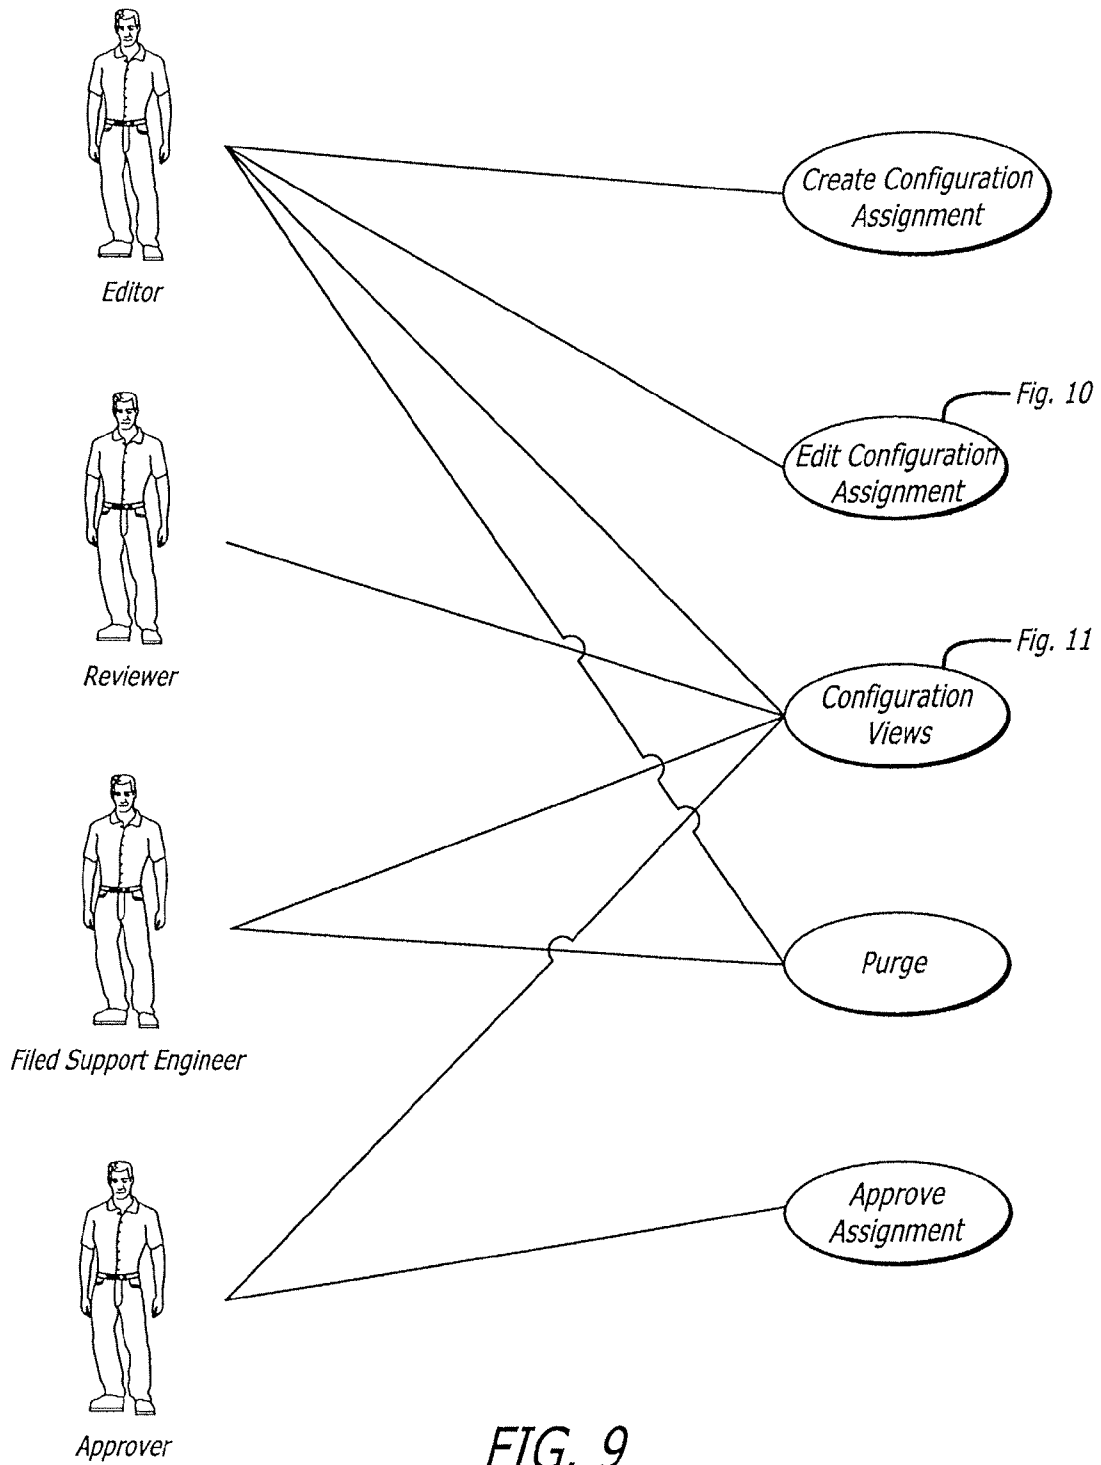 Create Configuration
Assignment
Editor
Fig. 10
Edit Configuration
Assignment
Reviewer
Fig. 11
Configuration
Views
Purge
Filed Support Engineer
Approve
Assignment
Approver
FIG. 9